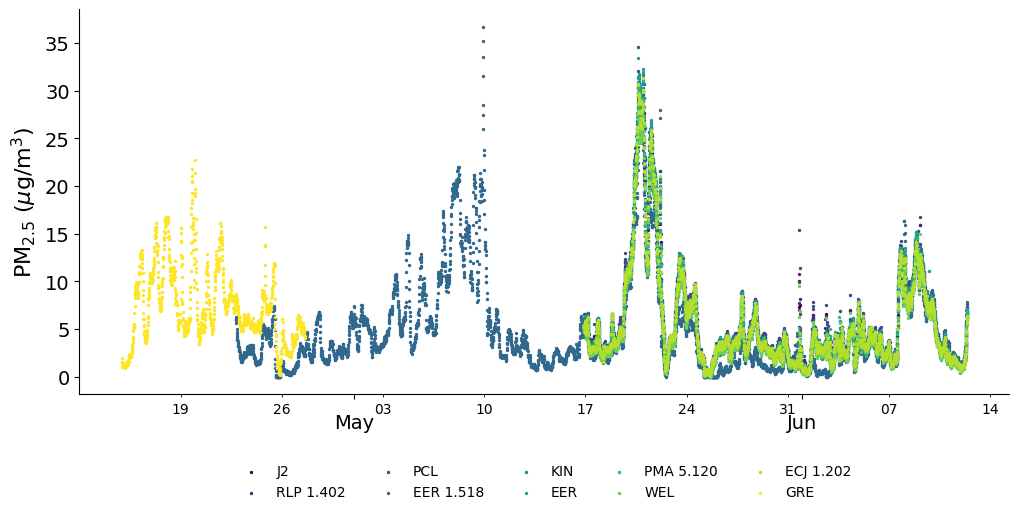 PM2.5 (μg/m3)
35
30
25
20
15
10
5
0
19 26 03 10 17 24 31 07 14
May Jun
J2 PCL KIN PMA 5.120 ECJ 1.202
RLP 1.402 EER 1.518 EER WEL GRE